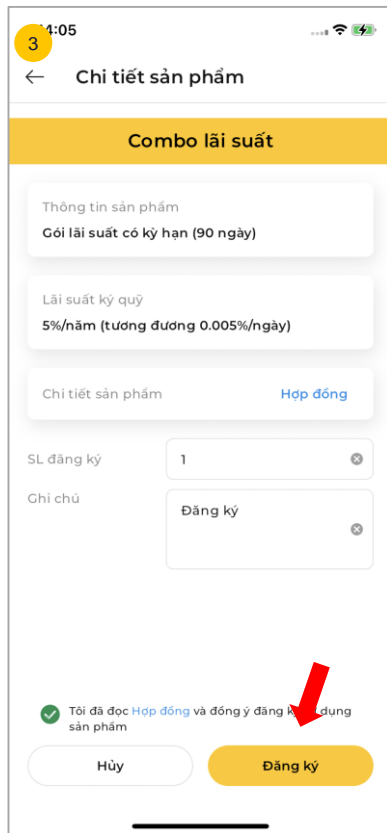 3
4:05
Chi tiết sản phẩm
Combo lãi suất
Thông tin sản phẩm
Gói lãi suất có kỳ hạn (90 ngày)
Lãi suất ký quỹ
5%/năm (tương đương 0.005%/ngày)
Chi tiết sản phẩm Hợp đồng
SL đăng ký 1
Ghi chú
Đăng ký
Tôi đã đọc Hợp đồng và đồng ý đăng dụng
sản phẩm
Hủy Đăng ký